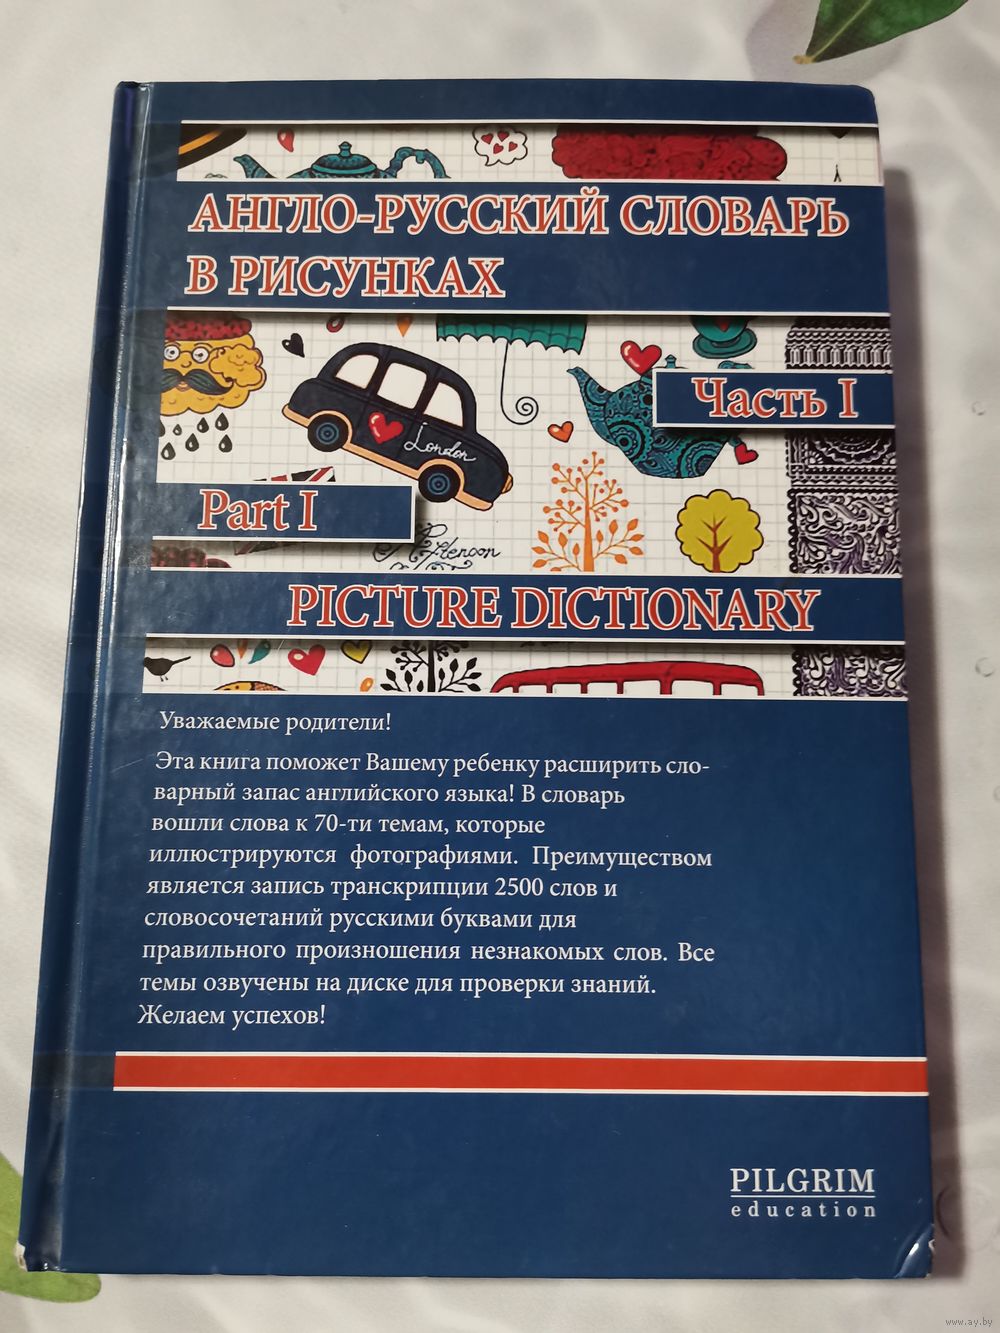 АНГЛО-РУССКИЙ СЛОВАРЬ
В РИСУНКАХ
Часть I
London
Part I
PICTURE DICTIONARY
Уважаемые родители!
Эта книга поможет Вашему ребенку расширить сло-
варный запас английского языка! В словарь
вошли слова к 70-ти темам, которые
иллюстрируются фотографиями. Преимуществом
является запись транскрипции 2500 слов и
словосочетаний русскими буквами для
правильного произношения незнакомых слов. Все
темы озвучены на диске для проверки знаний.
Желаем успехов!
PILGRIM
education
www.ay.by